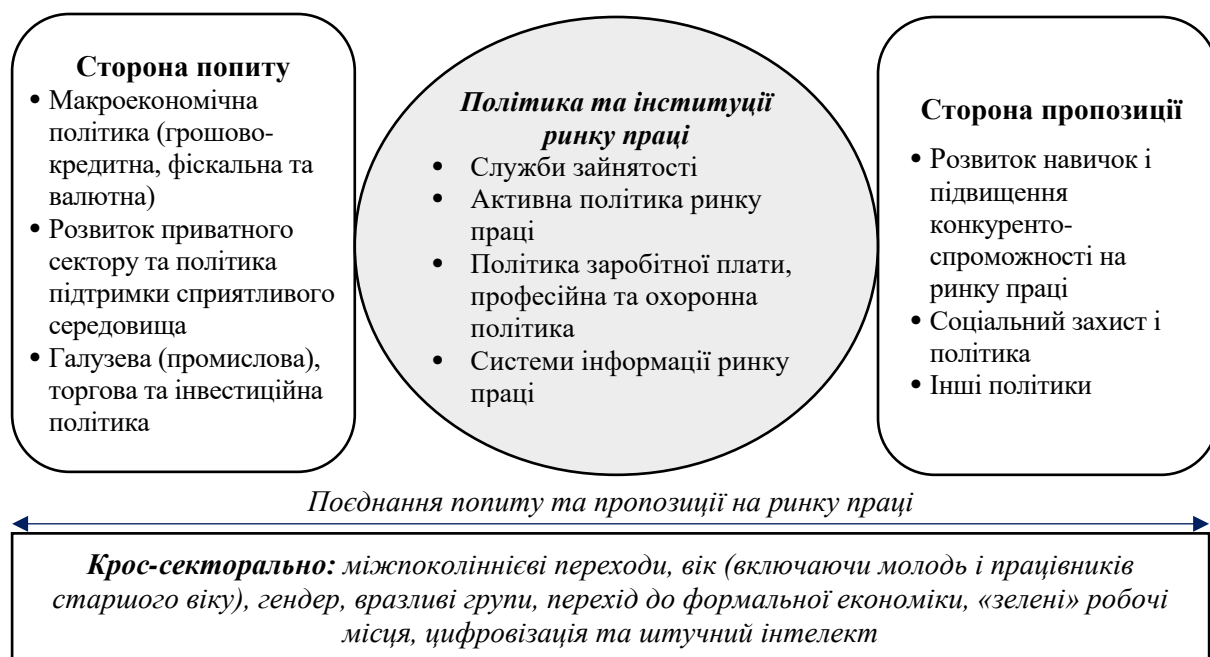 Сторона попиту
• Макроекономічна
політика (грошово-
кредитна, фіскальна та
валютна)
• Розвиток приватного
сектору та політика
підтримки сприятливого
середовища
• Галузева (промислова),
торгова та інвестиційна
політика
Політика та інституції
ринку праці
• Служби зайнятості
• Активна політика ринку
праці
• Політика заробітної плати,
професійна та охоронна
політика
• Системи інформації ринку
праці
Сторона пропозиції
• Розвиток навичок і
підвищення
конкуренто-
спроможності на
ринку праці
• Соціальний захист і
політика
• Інші політики
Поєднання попиту та пропозиції на ринку праці
Крос-секторально: міжпоколіннєві переходи, вік (включаючи молодь і працівників
старшого віку), гендер, вразливі групи, перехід до формальної економіки, «зелені» робочі
місця, цифровізація та штучний інтелект